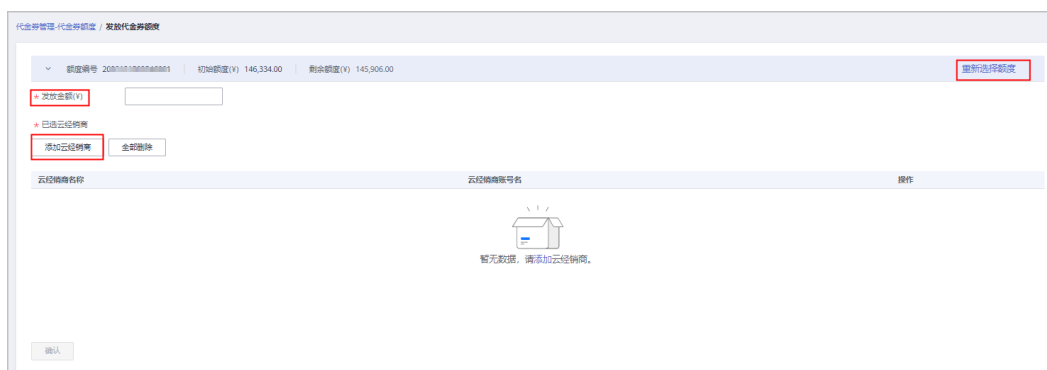 代金券管理-代金券额度 / 发放代金券额度
额度编号 初始额度(¥) 146,334.00 剩余额度(¥) 145,906.00 重新选择额度
* 发放金额(¥)
* 已选云经销商
添加云经销商 全部删除
云经销商名称 云经销商账号名 操作
暂无数据，请添加云经销商。
确认